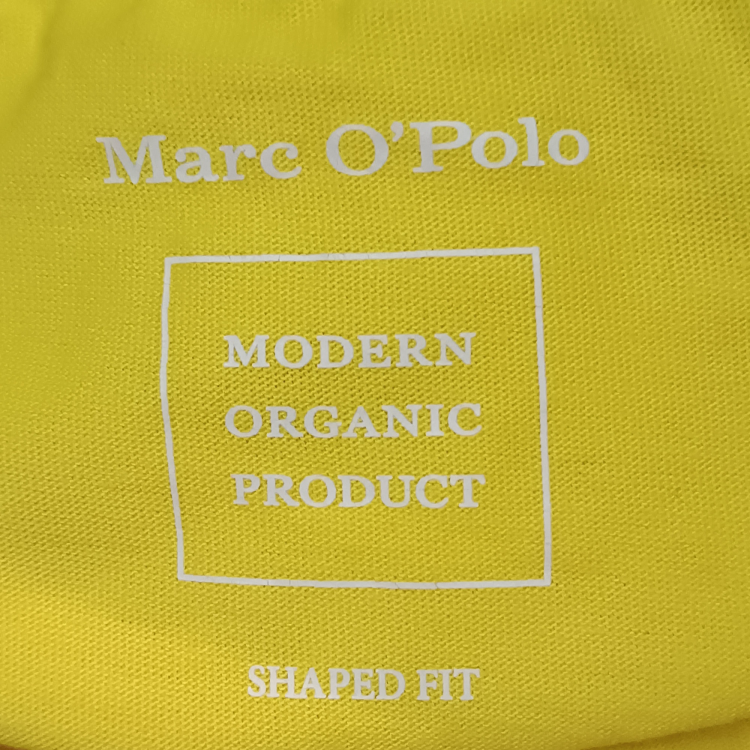 Marc O'Polo
MODERN
ORGANIC
PRODUCT
SHAPED FIT